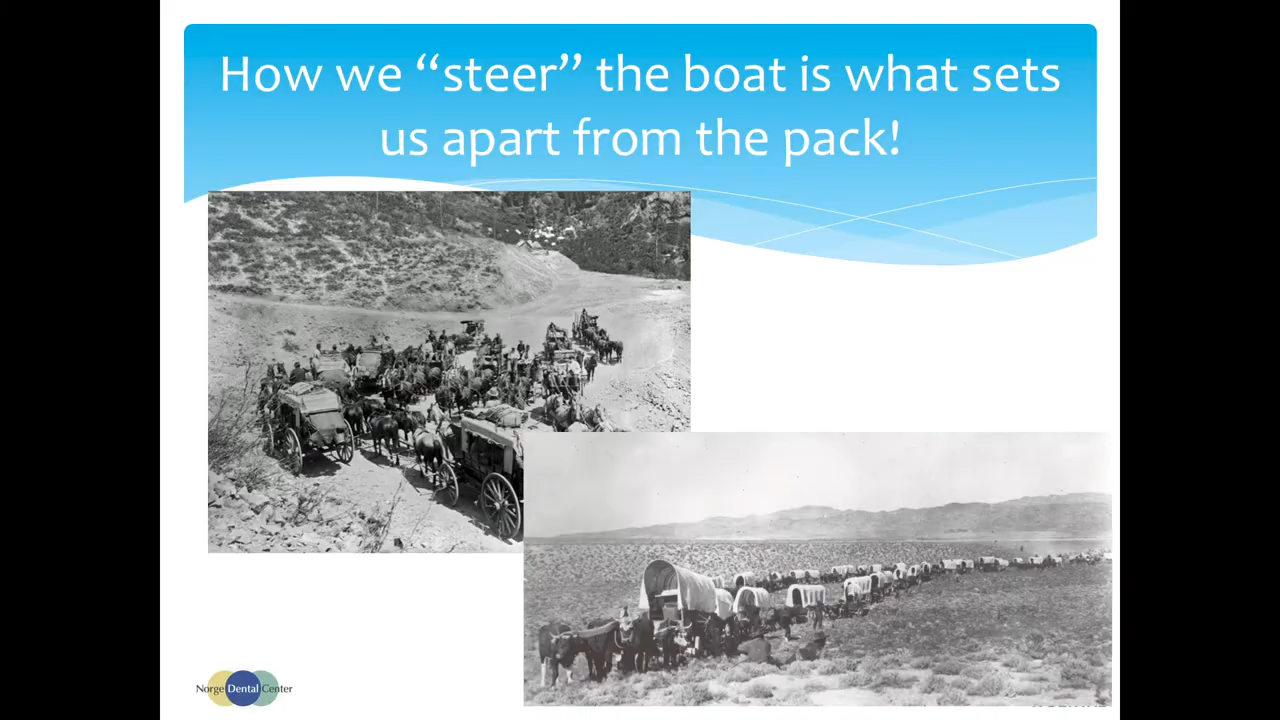 How we “steer” the boat is what sets
us apart from the pack!
Norge Dental Center